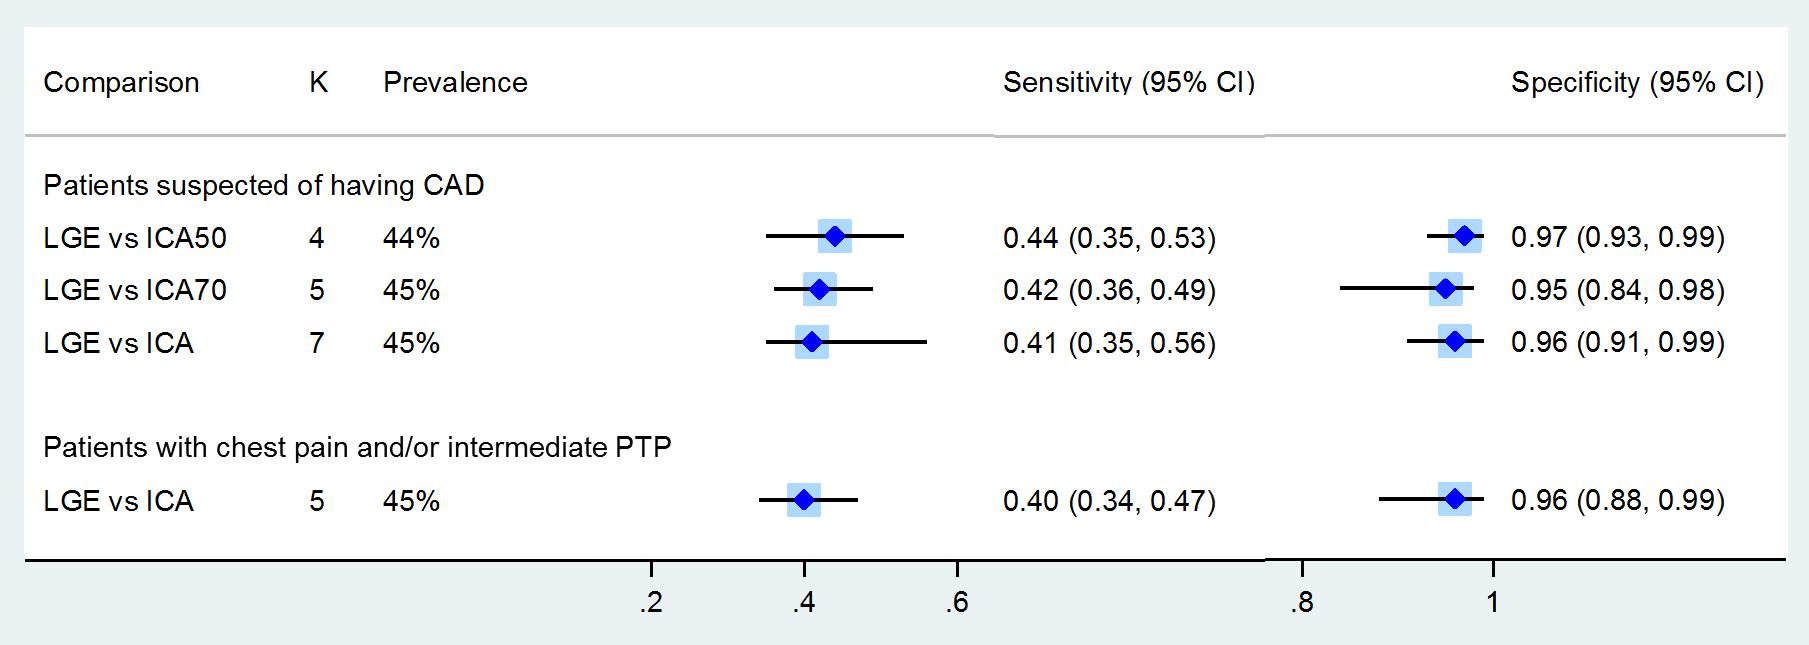 Comparison K Prevalence Sensitivity (95% CI) Specificity (95% CI)
Patients suspected of having CAD
LGE vs ICA50 4 44% 0.44 (0.35, 0.53) 0.97 (0.93, 0.99)
LGE vs ICA70 5 45% 0.42 (0.36, 0.49) 0.95 (0.84, 0.98)
LGE vs ICA 7 45% 0.41 (0.35, 0.56) 0.96 (0.91, 0.99)
Patients with chest pain and/or intermediate PTP
LGE vs ICA 5 45% 0.40 (0.34, 0.47) 0.96 (0.88, 0.99)
.2 .4 .6 .8 1